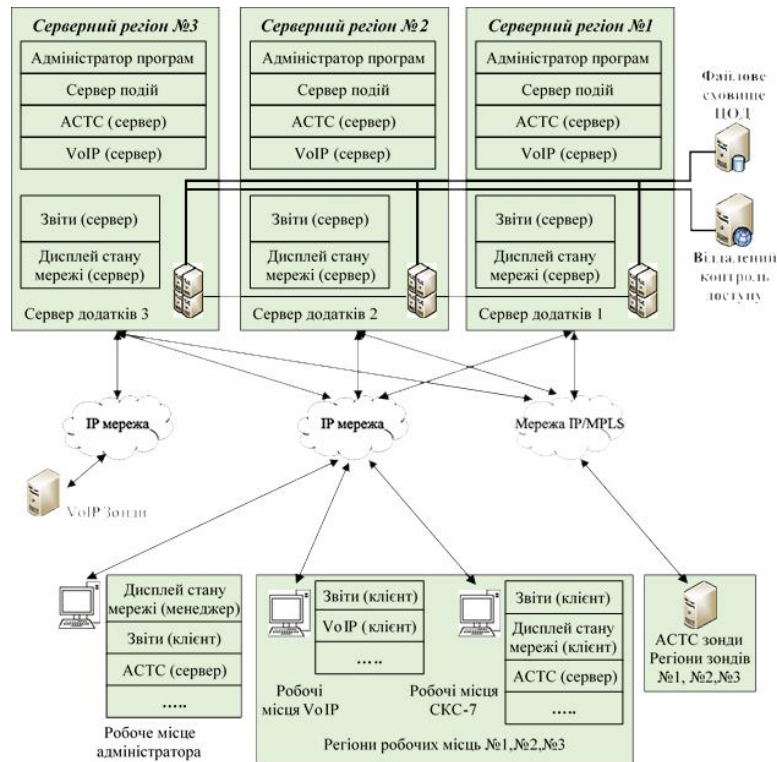 Серверний регіон №3
Адміністратор програм
Сервер подій
АСТС (сервер)
VoIP (сервер)
Звіти (сервер)
Дисплей стану
мережі (сервер)
Сервер додатків 3
Серверний регіон №2
Адміністратор програм
Сервер подій
АСТС (сервер)
VoIP (сервер)
Звіти (сервер)
Дисплей стану
мережі (сервер)
Сервер додатків 2
Серверний регіон №1
Адміністратор програм
Сервер подій
АСТС (сервер)
VoIP (сервер)
Звіти (сервер)
Дисплей стану
мережі (сервер)
Сервер додатків 1
Файлове
сховище
ЦОД
Віддалений
контроль
доступу
IP мережа
IP мережа
Мережа IP/MPLS
VoIP Зонди
Дисплей стану
мережі (менеджер)
Звіти (клієнт)
АСТС (сервер)
.....
Робоче місце
адміністратора
Звіти (клієнт)
VoIP (клієнт)
.....
Робочі
місця VoIP
Звіти (клієнт)
Дисплей стану
мережі (клієнт)
АСТС (сервер)
.....
Робочі місця
СКС-7
Регіони робочих місць №1,№2,№3
АСТС зонди
Регіони зондів
№1, №2,№3